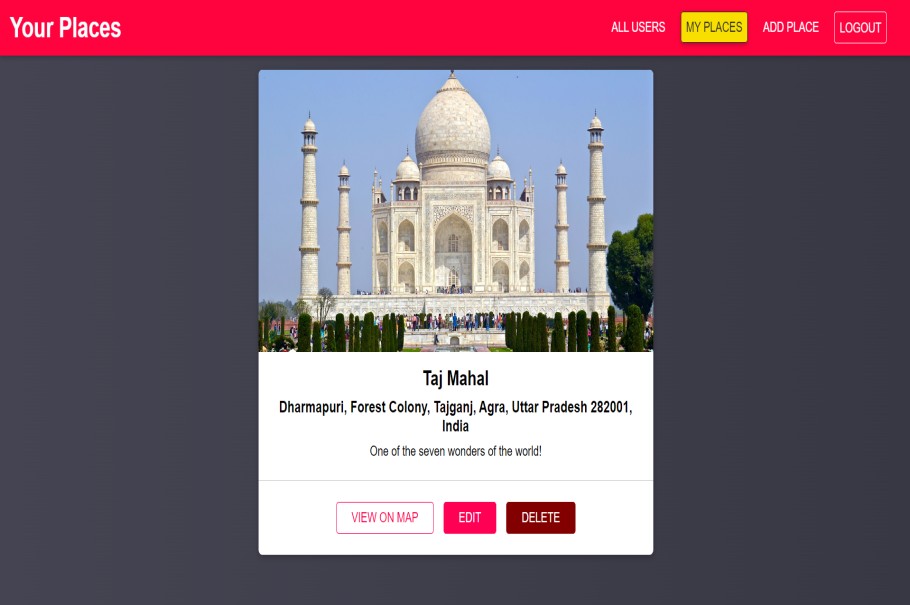 Your Places
ALL USERS
MY PLACES
ADD PLACE
LOGOUT
Taj Mahal
Dharmapuri, Forest Colony, Tajganj, Agra, Uttar Pradesh 282001,
India
One of the seven wonders of the world!
VIEW ON MAP
EDIT
DELETE